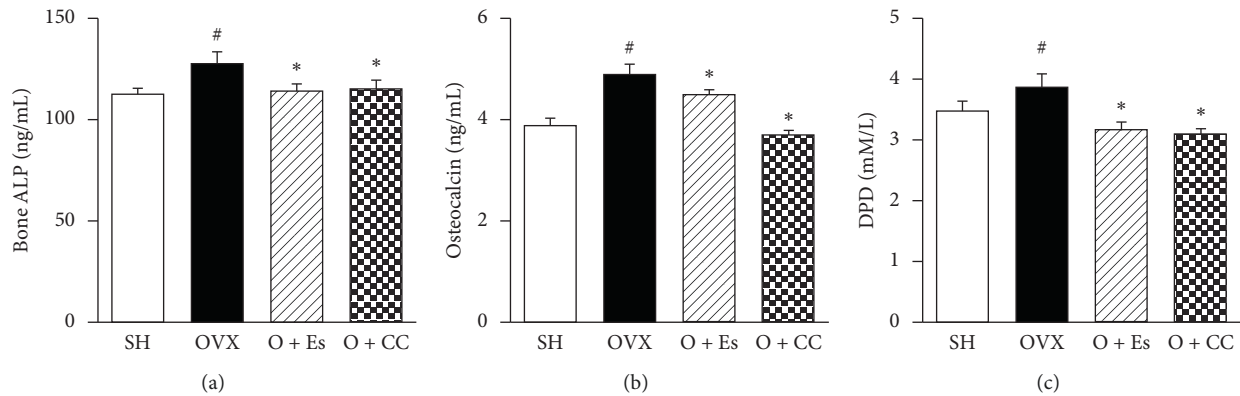 150
100
50
0
Bone ALP (ng/mL)
#
*
*
SH OVX O + Es O + CC
(a)
6
4
2
0
Osteocalcin (ng/mL)
#
*
*
SH OVX O + Es O + CC
(b)
5
4
3
2
1
0
DPD (mM/L)
#
*
*
SH OVX O + Es O + CC
(c)